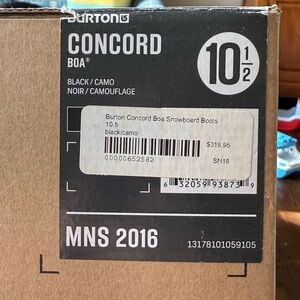 BURTON
CONCORD
BOA®
10 1/2
BLACK / CAMO
NOIR / CAMOUFLAGE
Burton Concord Boa Snowboard Boots
10.5
black/camo
$319.95
00000652582
SN16
6 32059 93873 9
MNS 2016
13178101059105